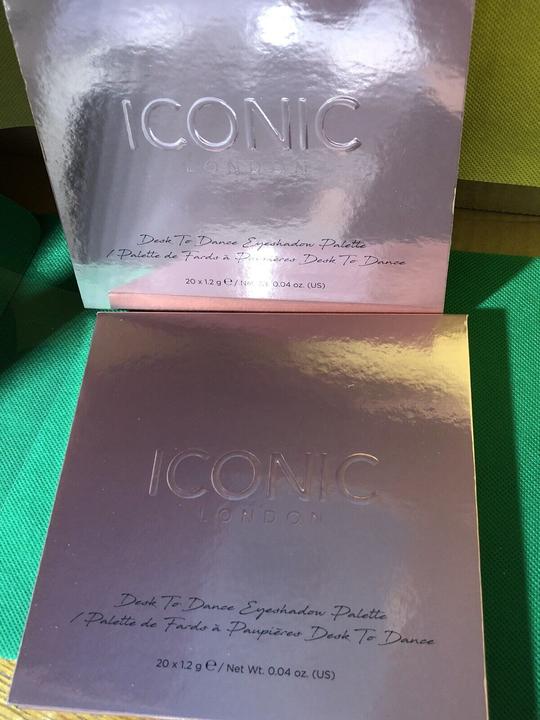 ICONIC
LONDON
Desk To Dance Eyeshadow Palette
/ Palette de Fards à Paupières Desk To Dance
20 x 1.2 g ℮ / Net Wt. 0.04 oz. (US)
ICONIC
LONDON
Desk To Dance Eyeshadow Palette
/ Palette de Fards à Paupières Desk To Dance
20 x 1.2 g ℮ / Net Wt. 0.04 oz. (US)